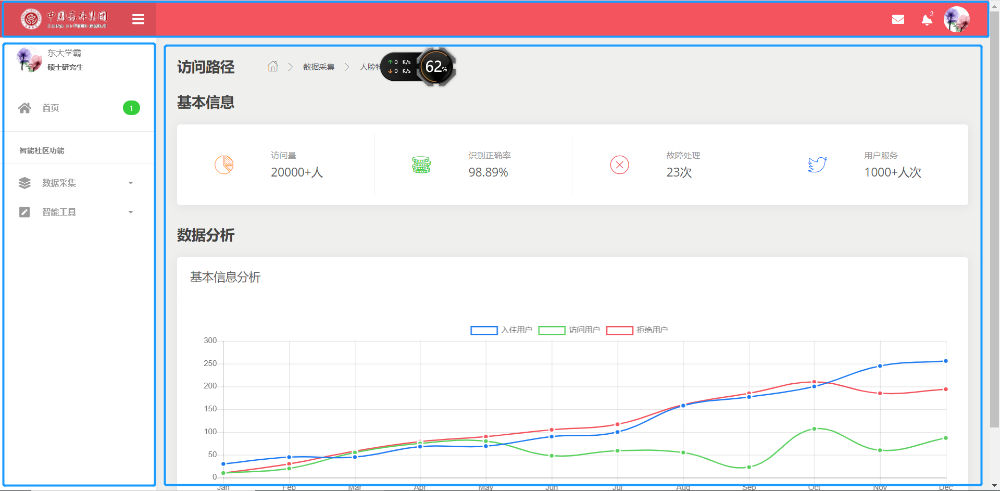 中国高科集团
2
东大学霸
硕士研究生
首页
1
智能社区功能
数据采集
智能工具
访问路径
数据采集
人脸
0 K/s
0 K/s
62%
基本信息
访问量
20000+人
识别正确率
98.89%
故障处理
23次
用户服务
1000+人次
数据分析
基本信息分析
入住用户 访问用户 拒绝用户
300
250
200
150
100
50
0
Jan Feb Mar Apr May Jun Jul Aug Sep Oct Nov Dec